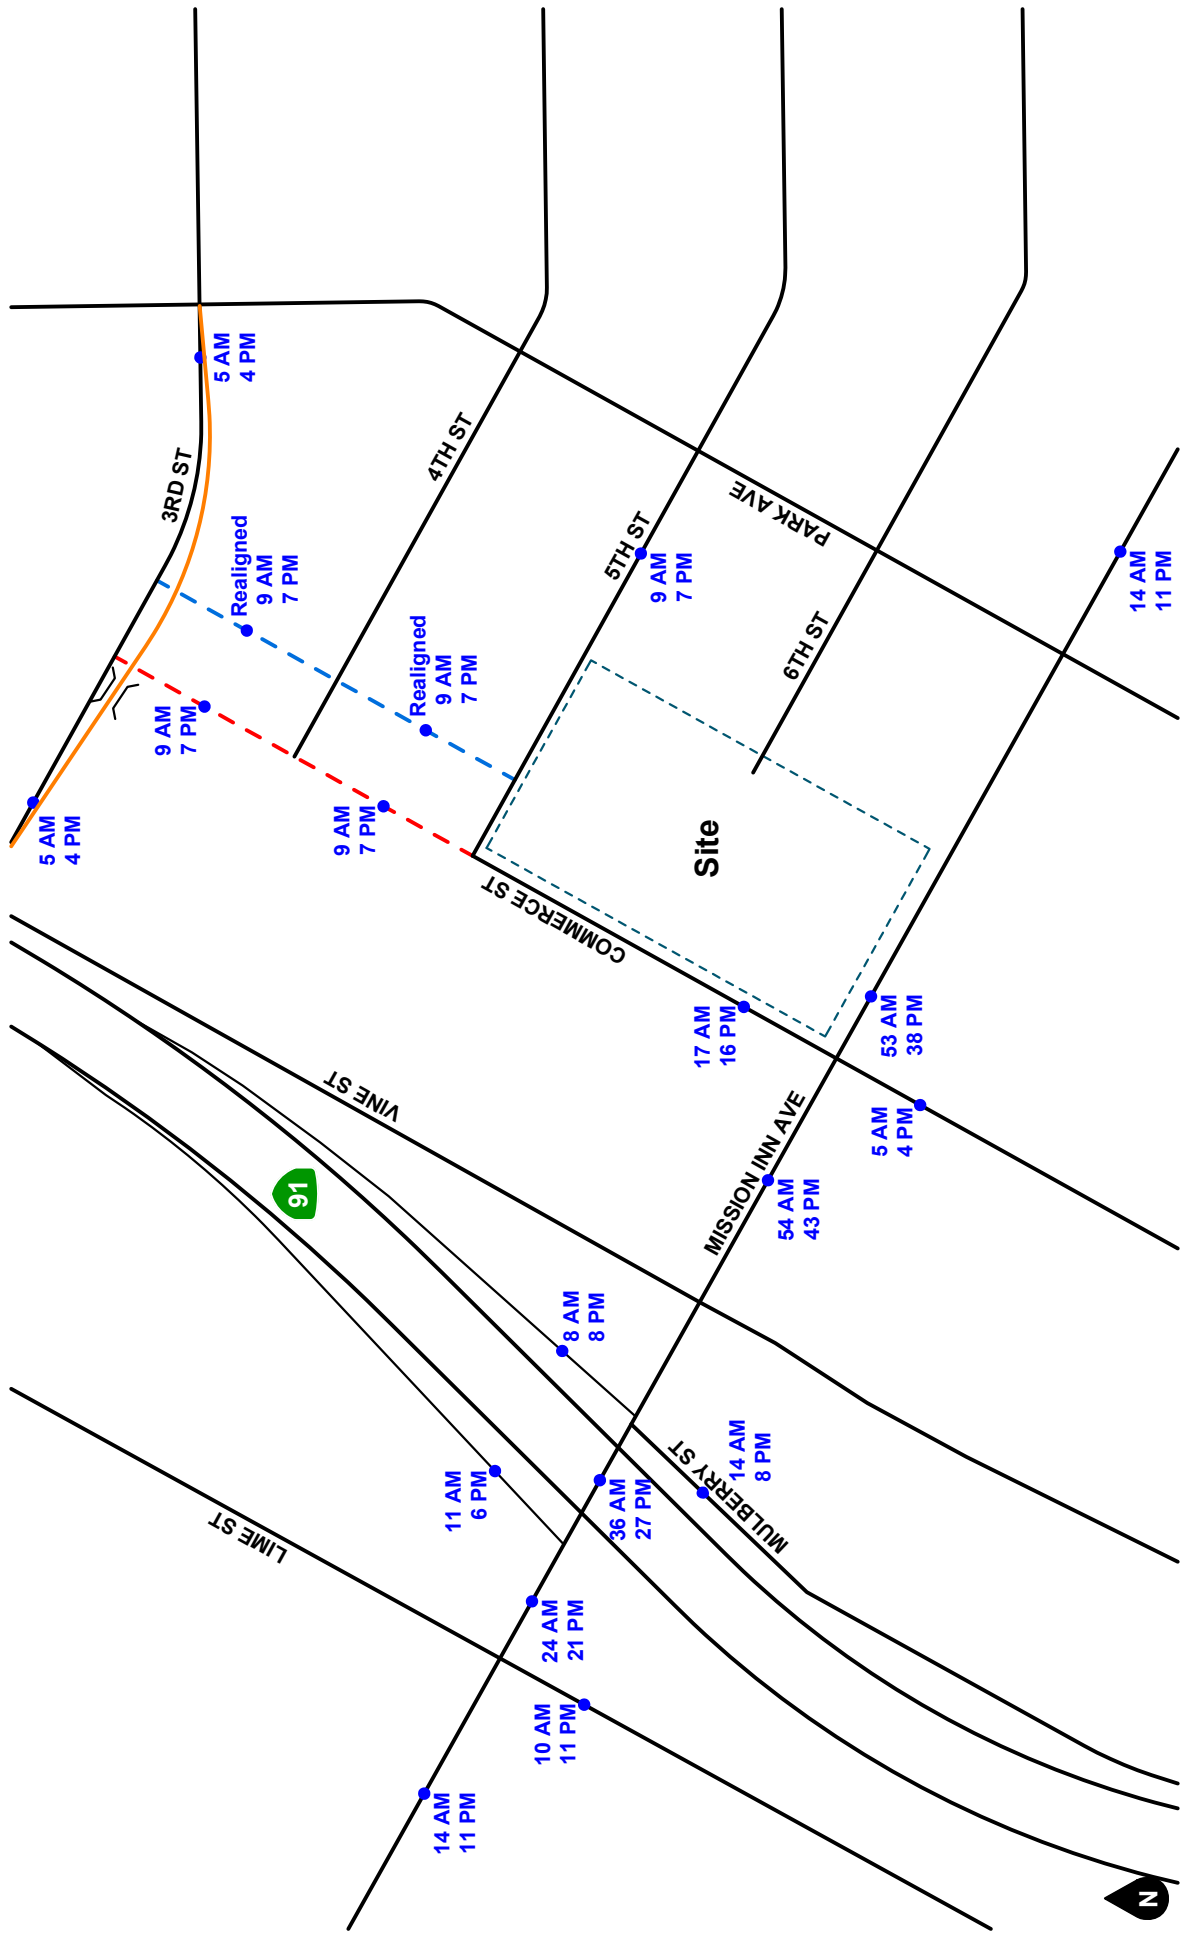 5 AM
4 PM
9 AM
7 PM
3RD ST
5 AM
4 PM
Realigned
9 AM
7 PM
LIME ST
91
9 AM
7 PM
VINE ST
Realigned
9 AM
7 PM
14 AM
11 PM
4TH ST
11 AM
6 PM
10 AM
11 PM
24 AM
21 PM
COMMERCE ST
8 AM
8 PM
36 AM
27 PM
5TH ST
9 AM
7 PM
17 AM
16 PM
Site
MULBERRY ST
14 AM
8 PM
MISSION INN AVE
PARK AVE
54 AM
43 PM
6TH ST
5 AM
4 PM
53 AM
38 PM
14 AM
11 PM
N